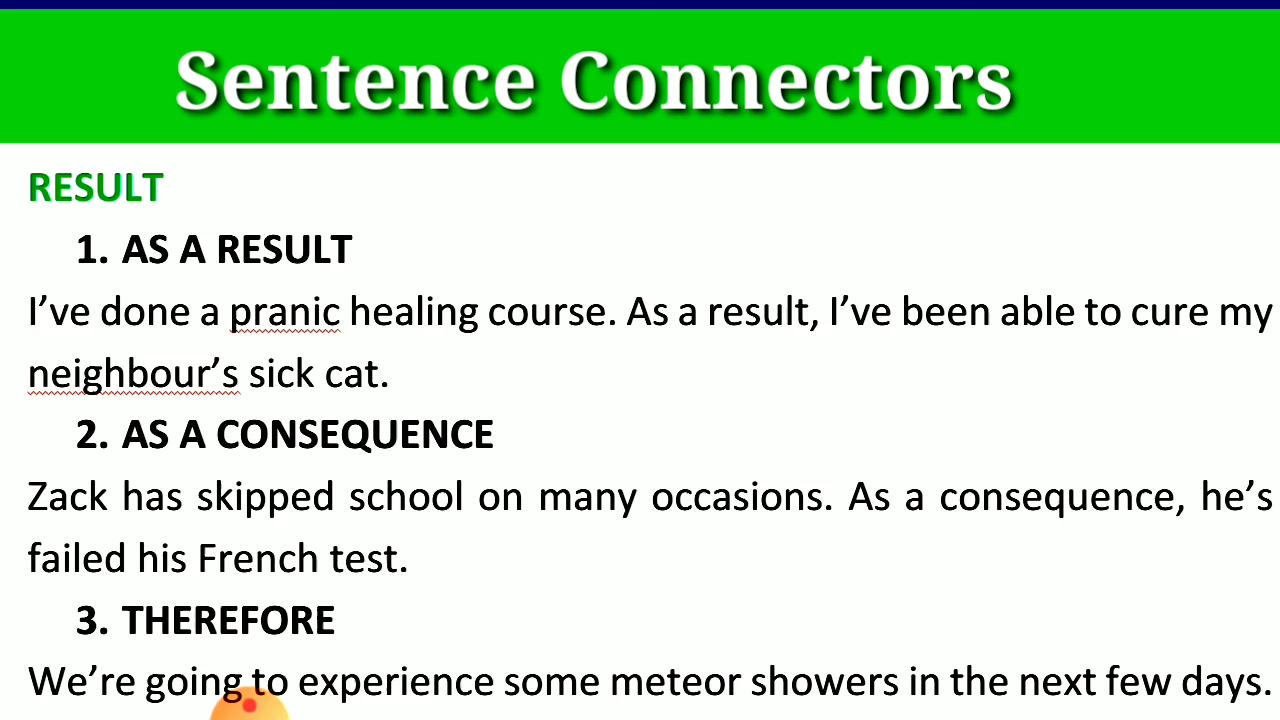 Sentence Connectors
RESULT
1. AS A RESULT
I’ve done a pranic healing course. As a result, I’ve been able to cure my
neighbour’s sick cat.
2. AS A CONSEQUENCE
Zack has skipped school on many occasions. As a consequence, he’s
failed his French test.
3. THEREFORE
We’re going to experience some meteor showers in the next few days.